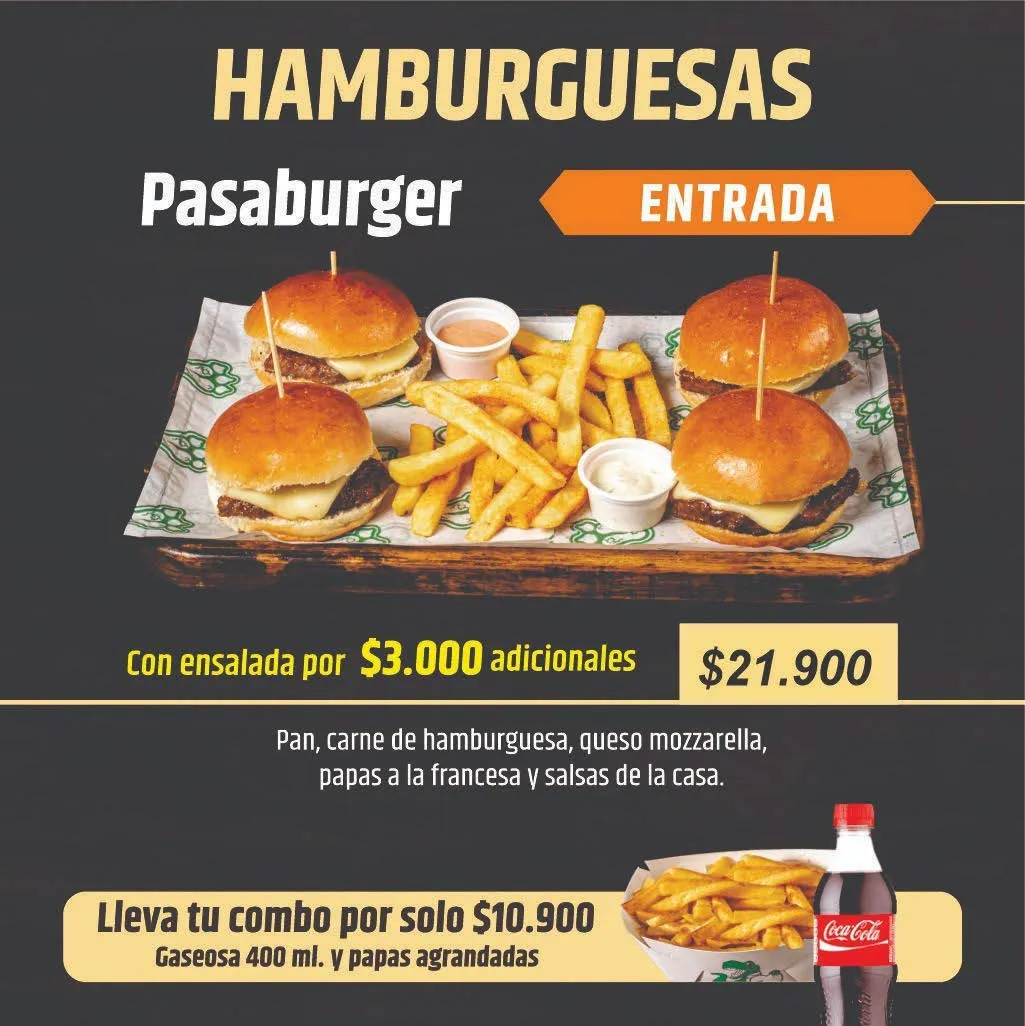 HAMBURGUESAS
Pasaburger
ENTRADA
Con ensalada por $3.000 adicionales
$21.900
Pan, carne de hamburguesa, queso mozzarella,
papas a la francesa y salsas de la casa.
Lleva tu combo por solo $10.900
Gaseosa 400 ml. y papas agrandadas
Coca-Cola